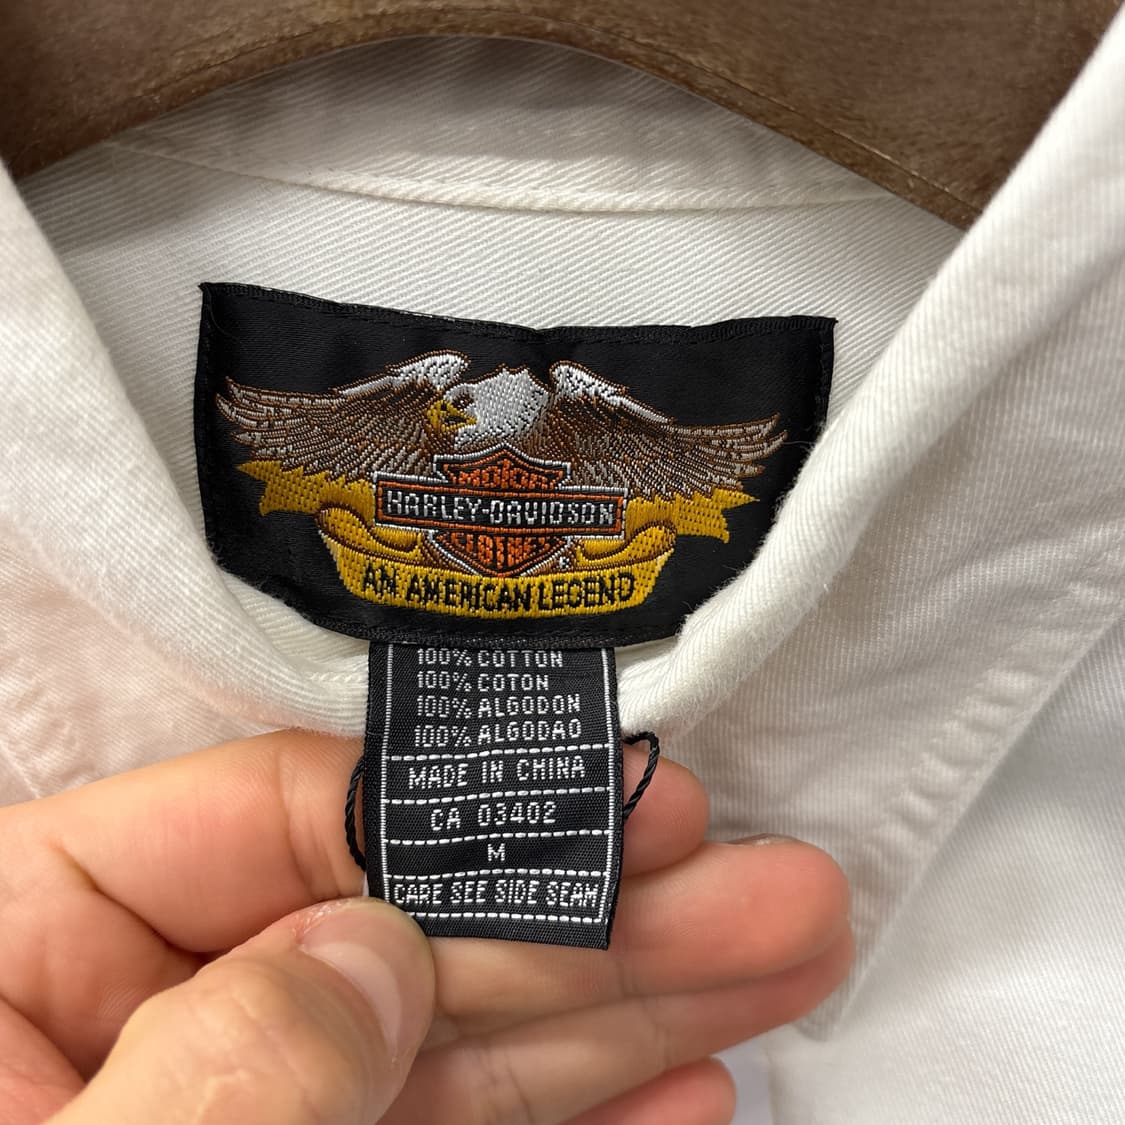 MOTOR
HARLEY-DAVIDSON
CYCLES
AN AMERICAN LEGEND
100% COTTON
100% COTON
100% ALGODON
100% ALGODAO
MADE IN CHINA
CA 03402
M
CARE SEE SIDE SEAM